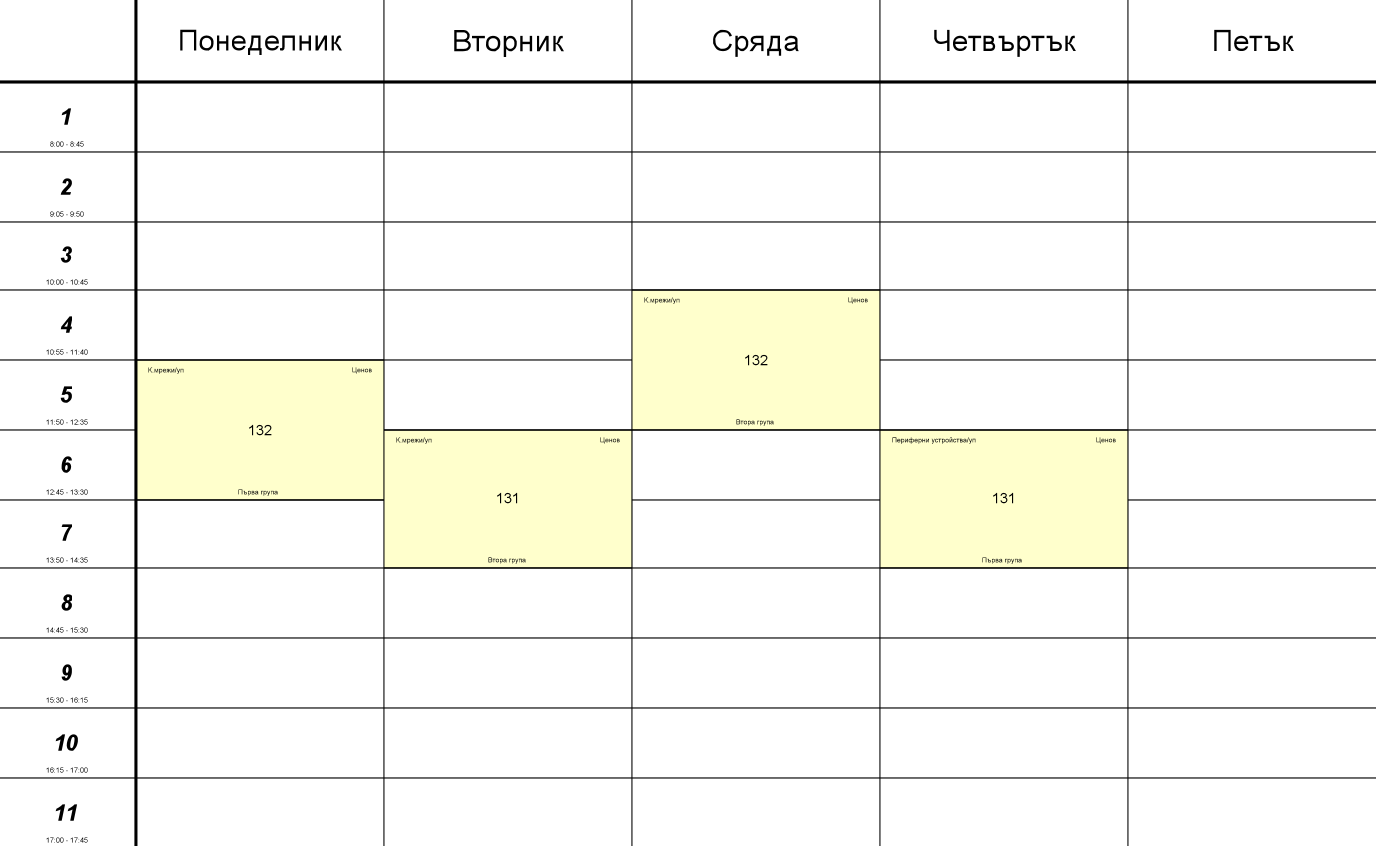 Понеделник Вторник Сряда Четвъртък Петък
1
8:00 - 8:45
2
9:05 - 9:50
3
10:00 - 10:45
4
10:55 - 11:40
К.мрежи/уп Ценов
132
Втора група
5
11:50 - 12:35
К.мрежи/уп Ценов
132
Първа група
6
12:45 - 13:30
К.мрежи/уп Ценов
131
Втора група
Периферни устройства/уп Ценов
131
Първа група
7
13:50 - 14:35
8
14:45 - 15:30
9
15:30 - 16:15
10
16:15 - 17:00
11
17:00 - 17:45